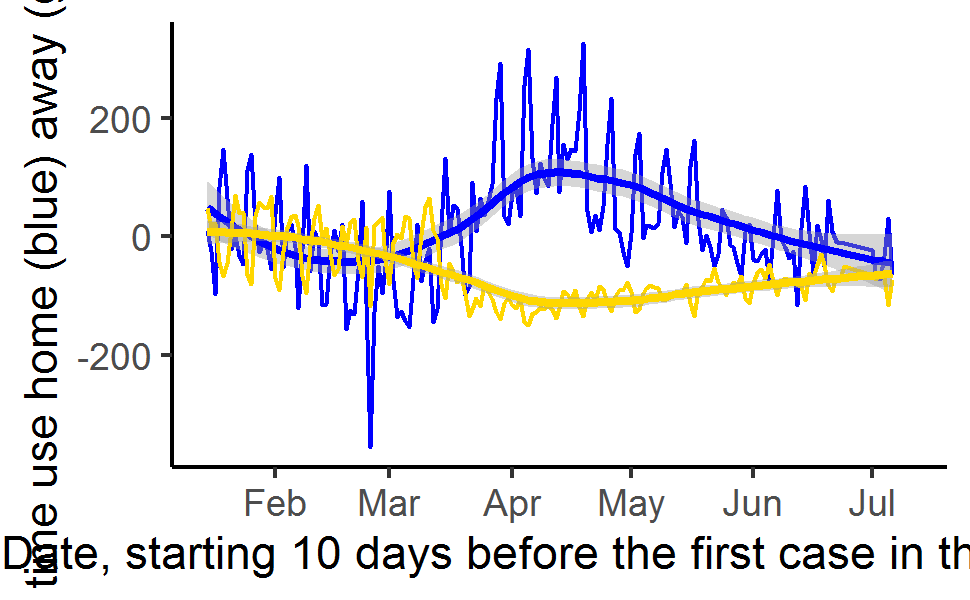 time use home (blue) away (
200
0
-200
Feb Mar Apr May Jun Jul
Date, starting 10 days before the first case in th